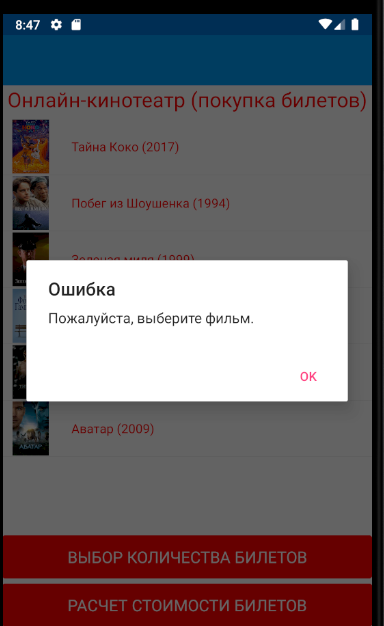 8:47
Онлайн-кинотеатр (покупка билетов)
Тайна Коко (2017)
Побег из Шоушенка (1994)
Зеленая миля (1999)
Ошибка
Пожалуйста, выберите фильм.
OK
АВАТАР
Аватар (2009)
ВЫБОР КОЛИЧЕСТВА БИЛЕТОВ
РАСЧЕТ СТОИМОСТИ БИЛЕТОВ